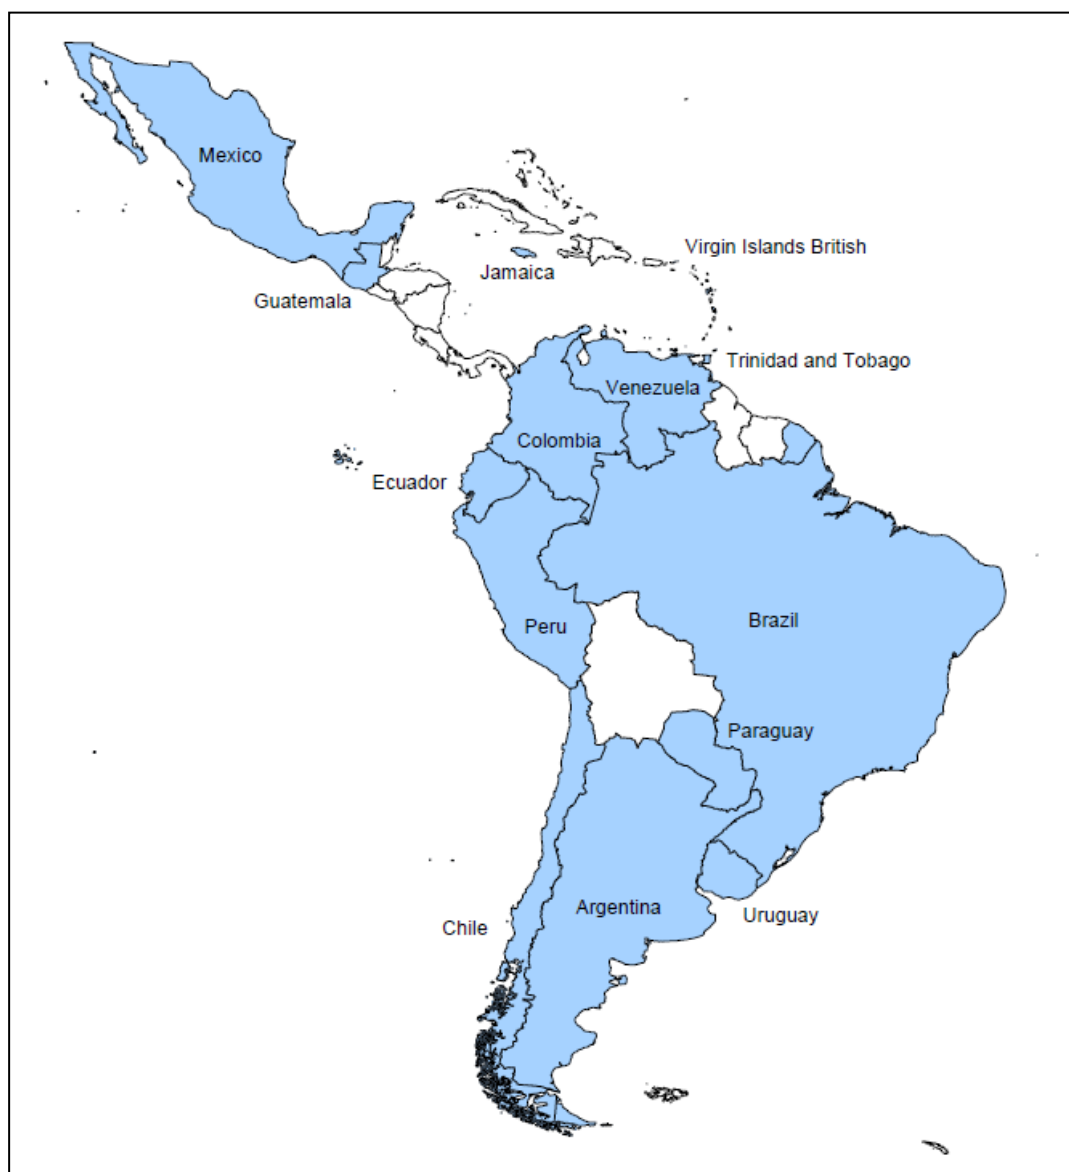 Mexico
Virgin Islands British
Jamaica
Guatemala
Trinidad and Tobago
Venezuela
Colombia
Ecuador
Brazil
Peru
Paraguay
Argentina
Uruguay
Chile